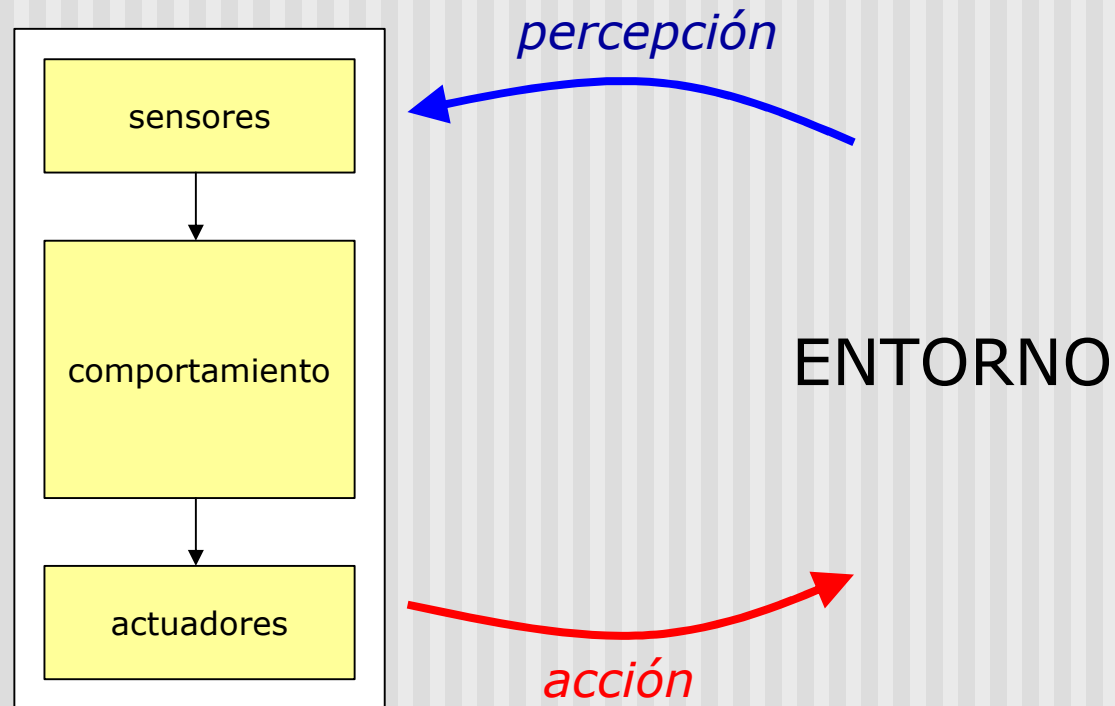 percepción
sensores
comportamiento
ENTORNO
actuadores
acción